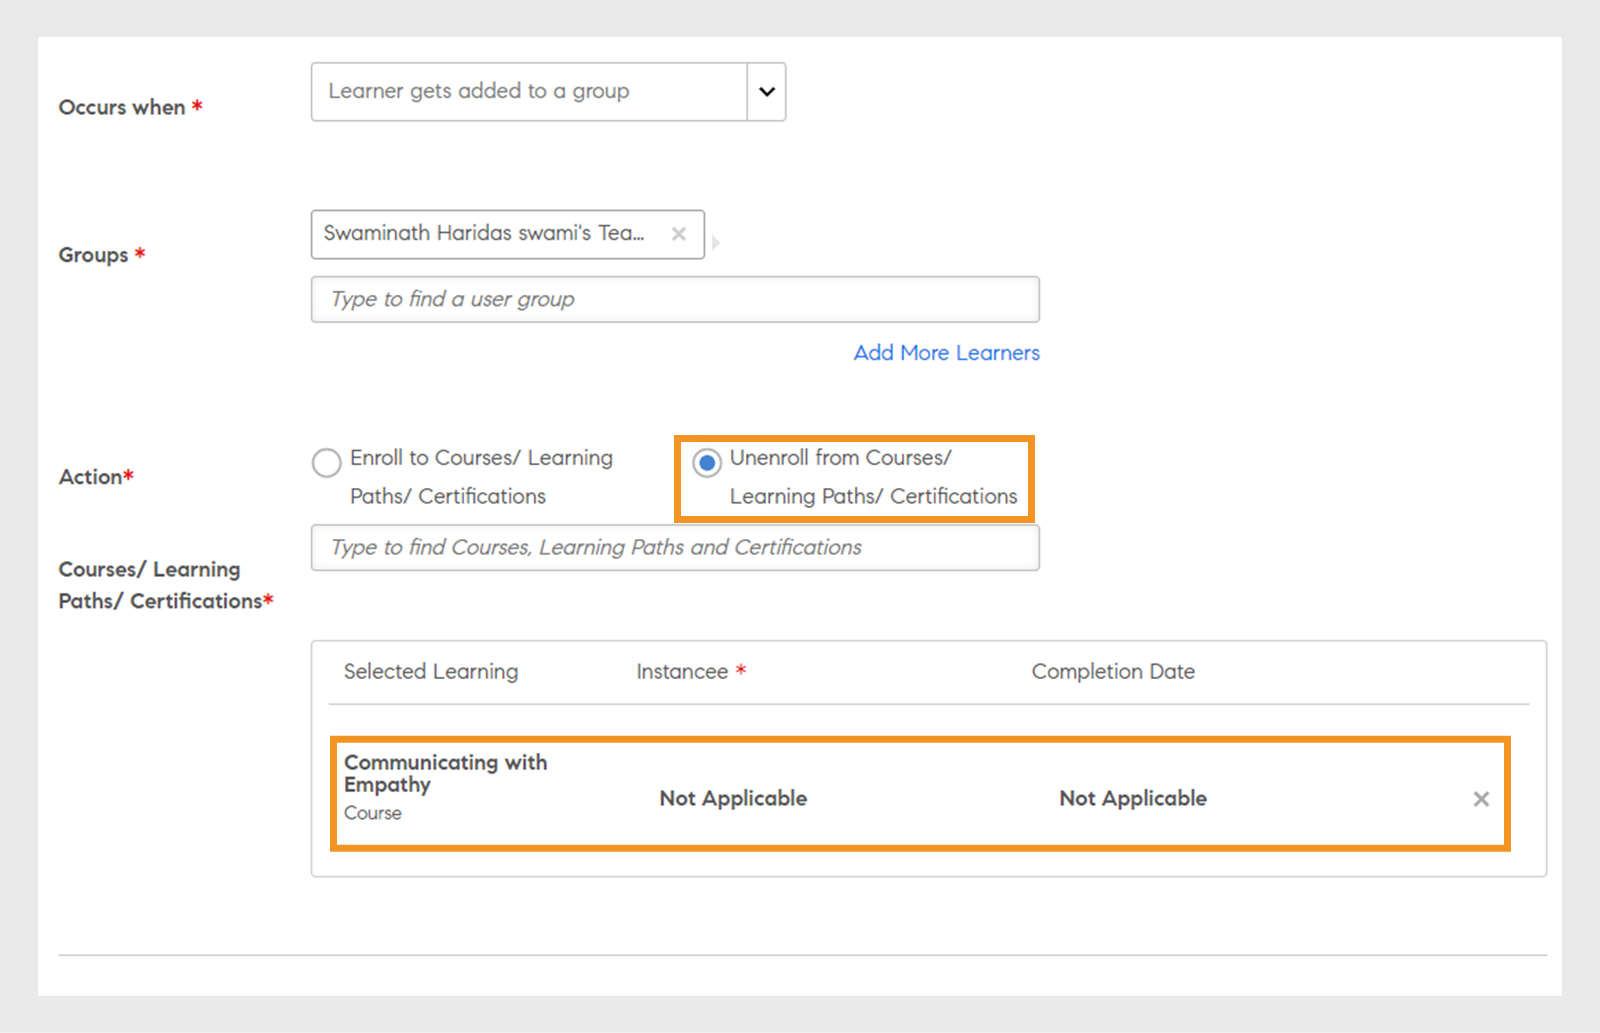 Occurs when *
Learner gets added to a group
Groups *
Swaminath Haridas swami's Tea...
Type to find a user group
Add More Learners
Action*
Enroll to Courses/ Learning
Paths/ Certifications
Unenroll from Courses/
Learning Paths/ Certifications
Courses/ Learning
Paths/ Certifications*
Type to find Courses, Learning Paths and Certifications
Selected Learning Instancee * Completion Date
Communicating with
Empathy
Course
Not Applicable Not Applicable